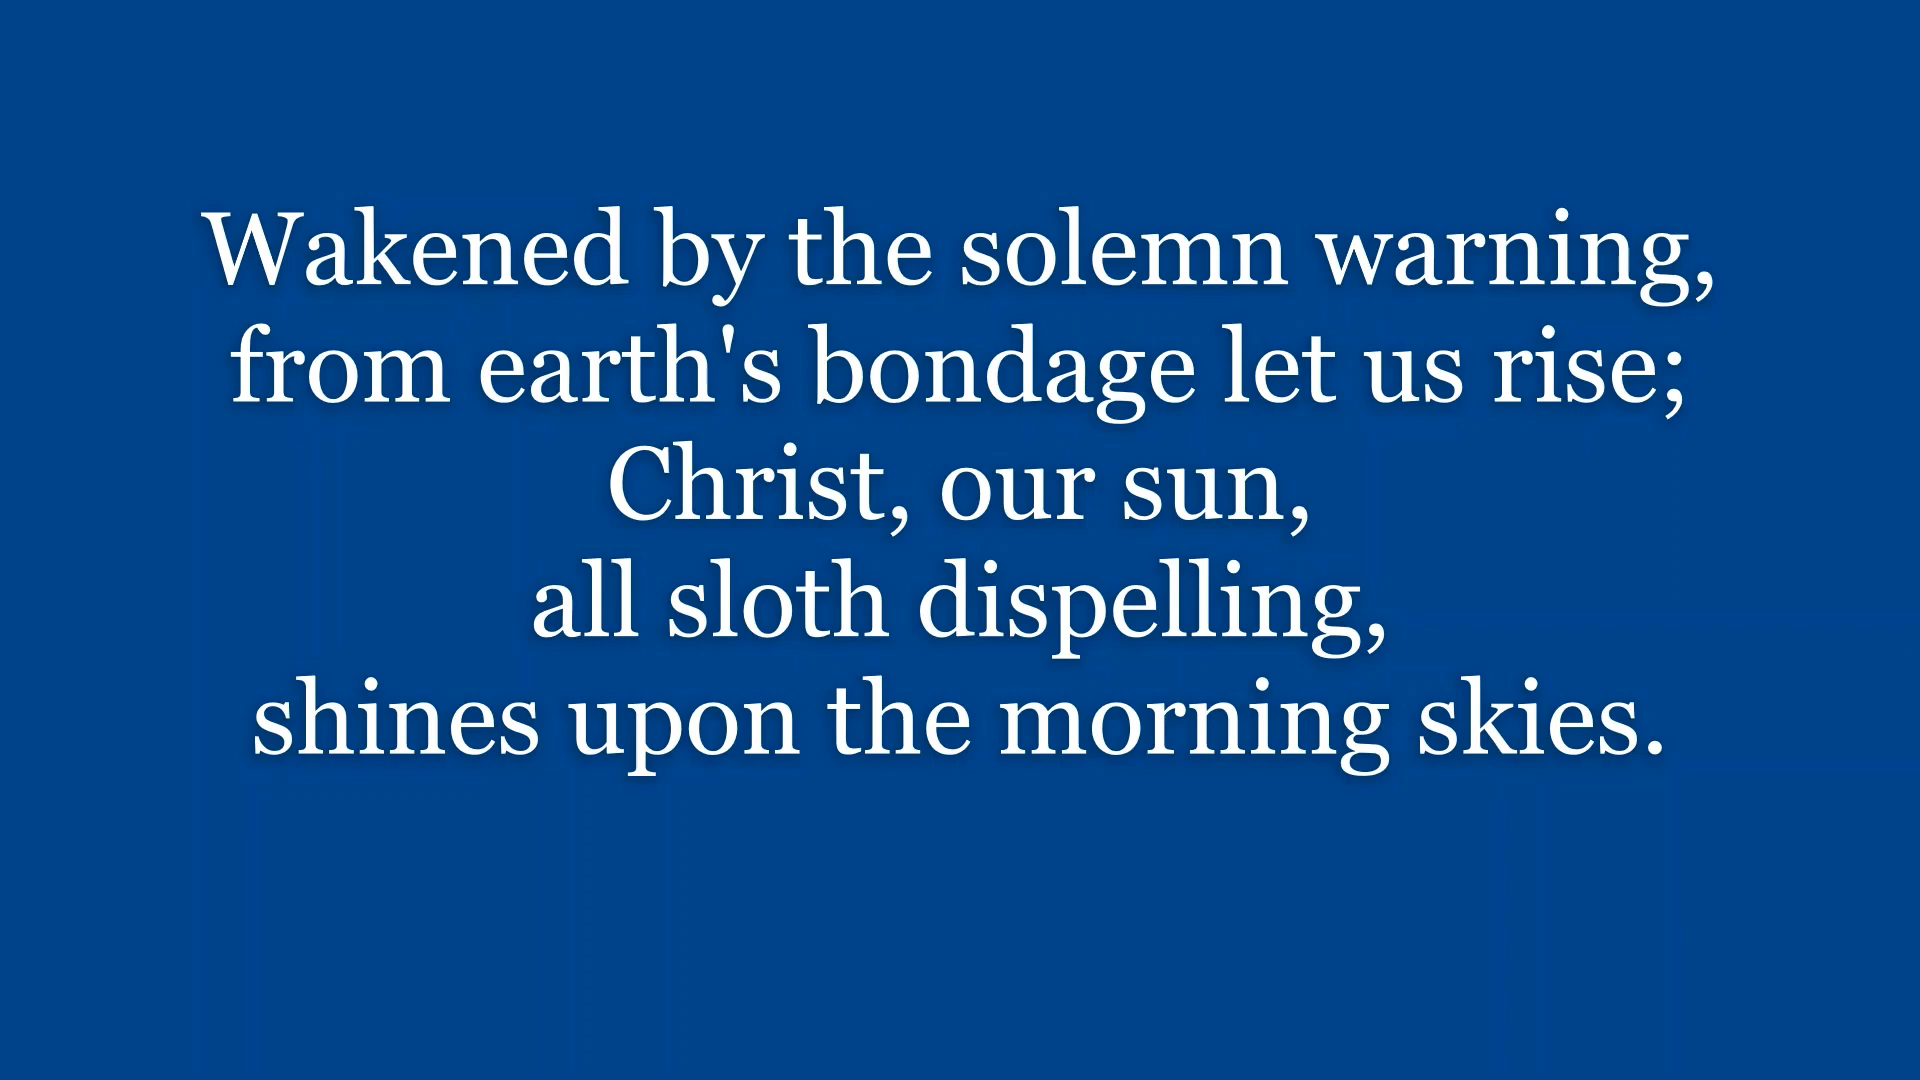 Wakened by the solemn warning,
from earth's bondage let us rise;
Christ, our sun,
all sloth dispelling,
shines upon the morning skies.